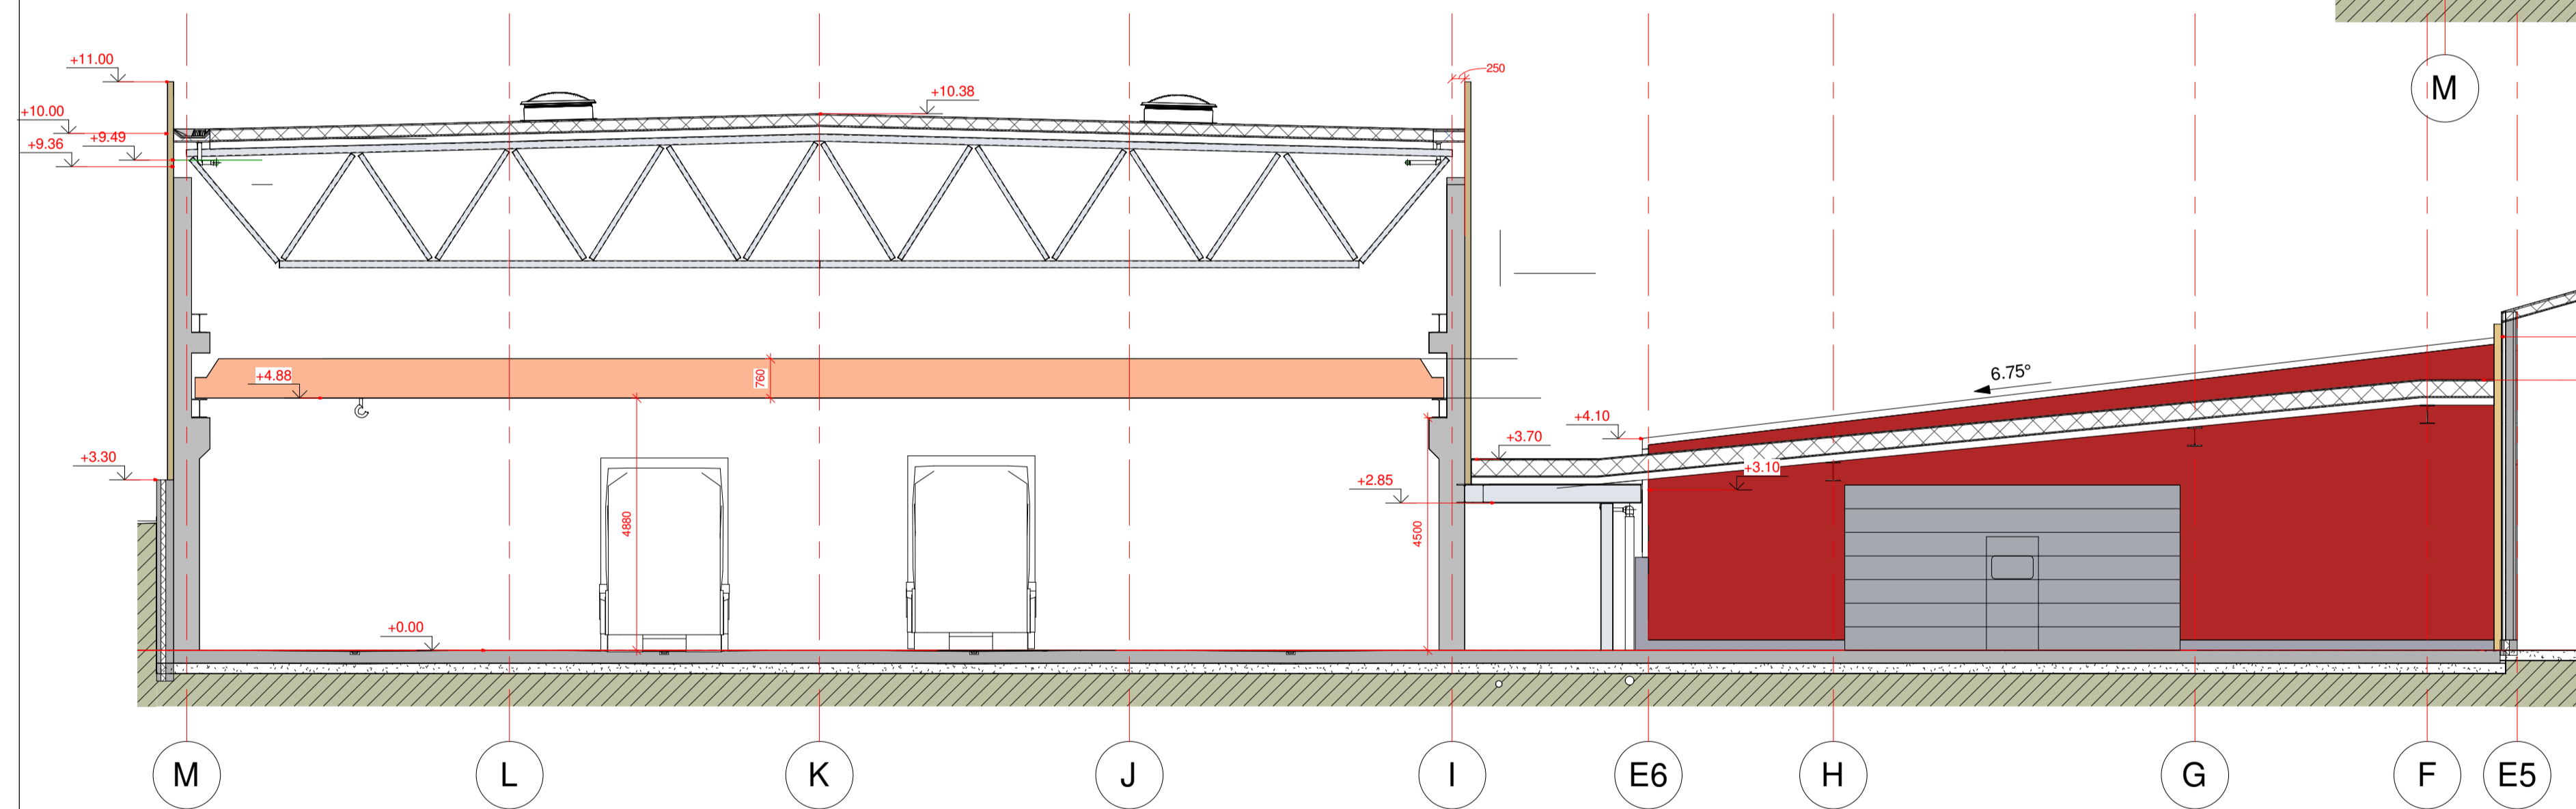 M
250
+11.00
+10.38
+10.00
+9.49
+9.36
6.75°
+4.88
760
+4.10
+3.70
+3.30
+3.10
+2.85
4880
4500
+0.00
M
L
K
J
I
E6
H
G
F
E5